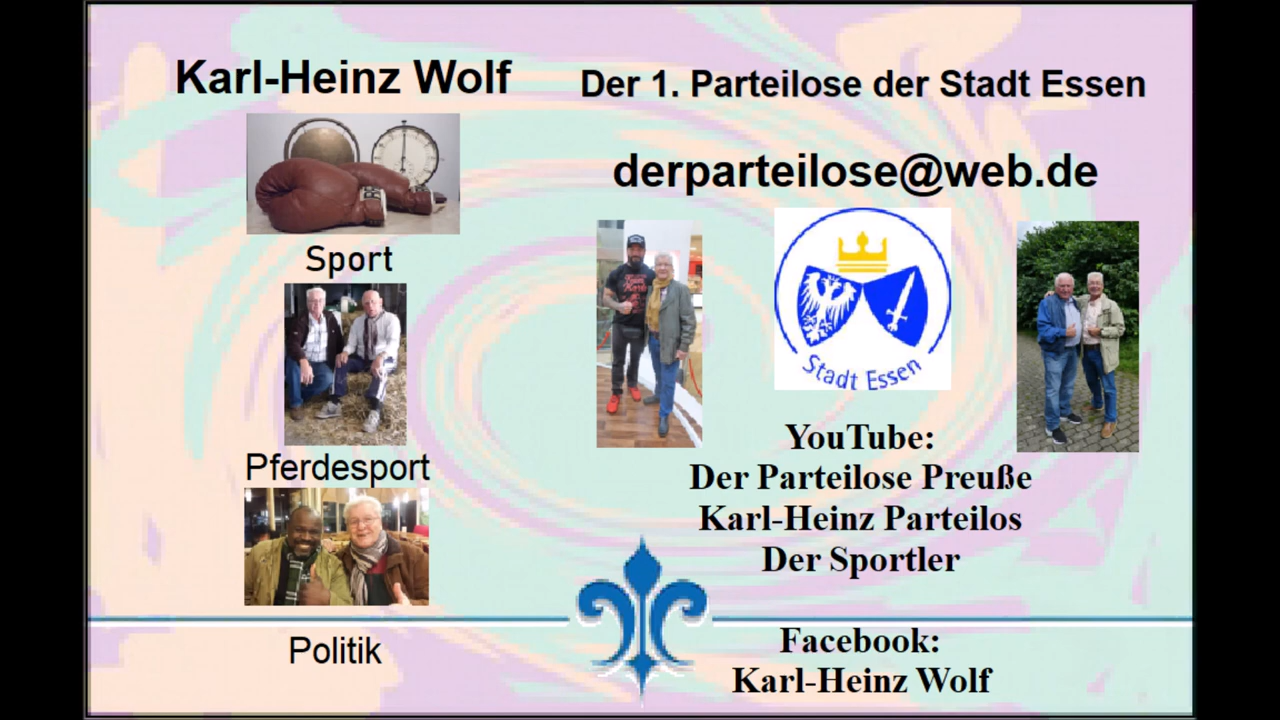 Karl-Heinz Wolf
Der 1. Parteilose der Stadt Essen
derparteilose@web.de
Sport
Pferdesport
Politik
Stadt Essen
YouTube:
Der Parteilose Preuße
Karl-Heinz Parteilos
Der Sportler
Facebook:
Karl-Heinz Wolf